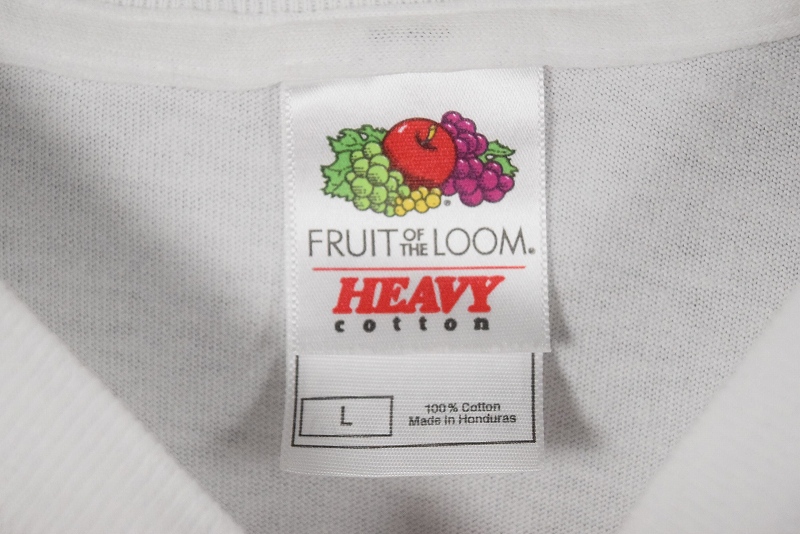 FRUIT OF THE LOOM®
HEAVY
cotton
L
100% Cotton
Made in Honduras